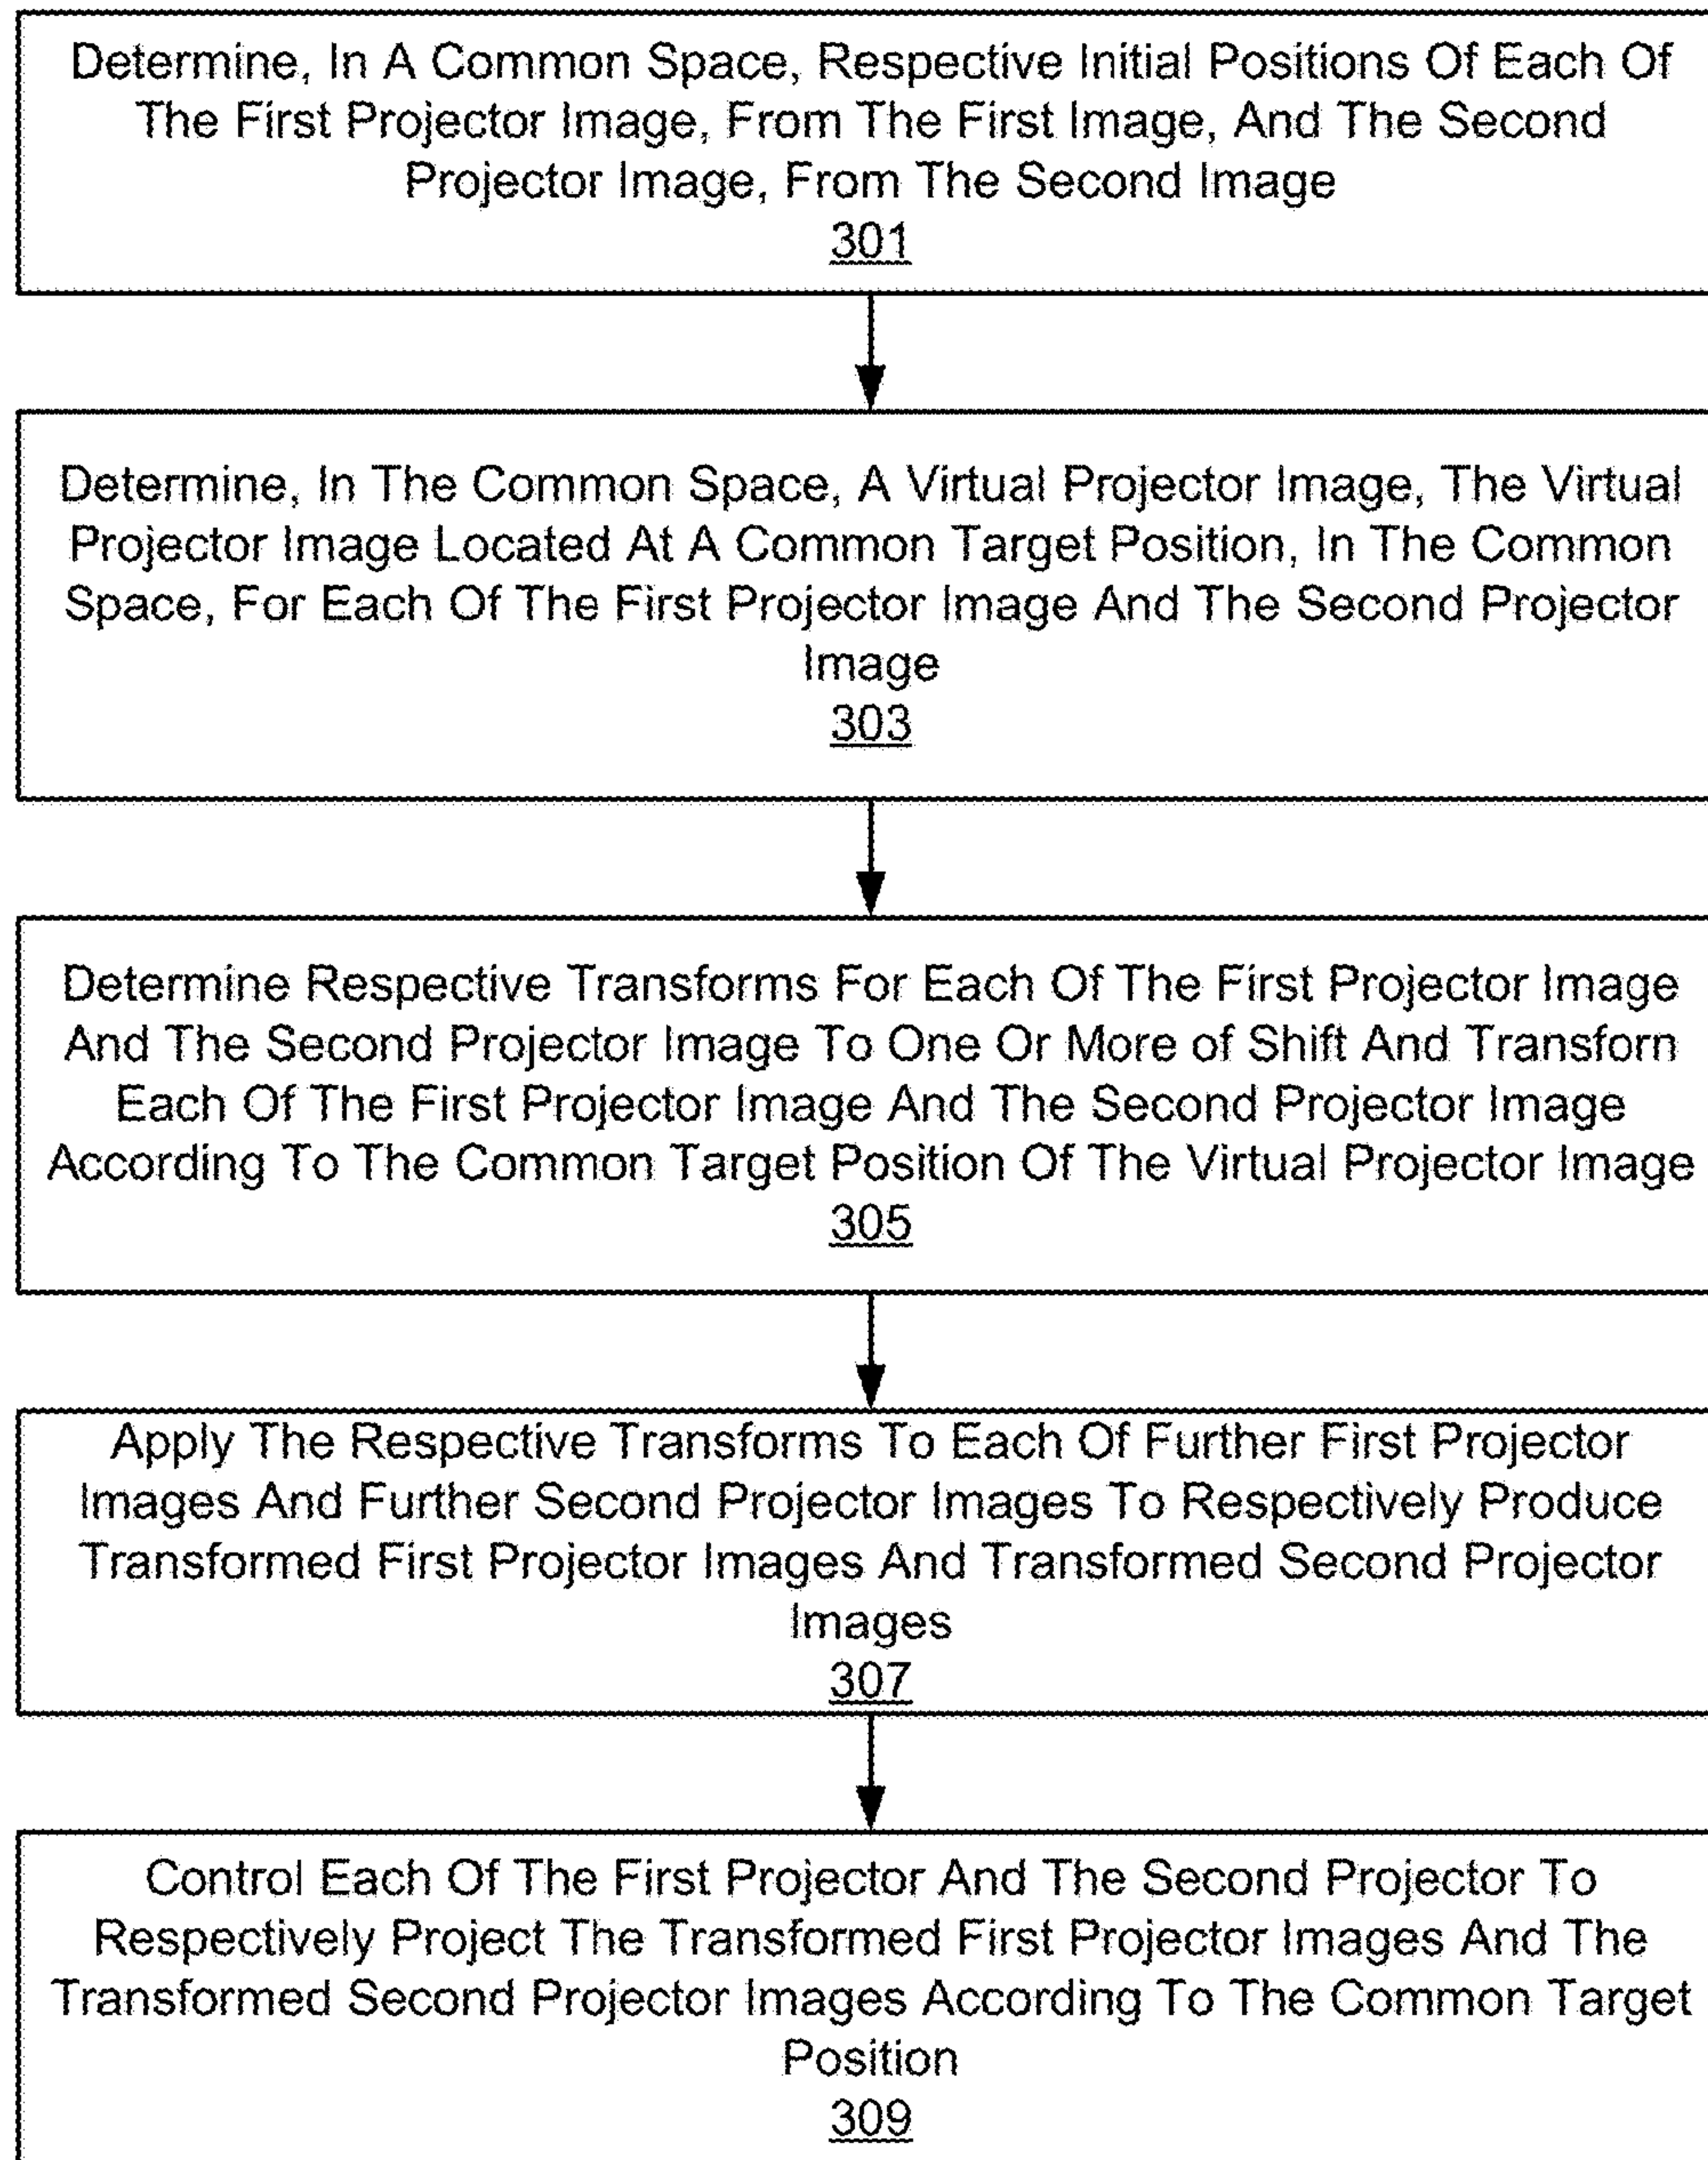 Determine, In A Common Space, Respective Initial Positions Of Each Of
The First Projector Image, From The First Image, And The Second
Projector Image, From The Second Image
301
Determine, In The Common Space, A Virtual Projector Image, The Virtual
Projector Image Located At A Common Target Position, In The Common
Space, For Each Of The First Projector Image And The Second Projector
Image
303
Determine Respective Transforms For Each Of The First Projector Image
And The Second Projector Image To One Or More of Shift And Transforn
Each Of The First Projector Image And The Second Projector Image
According To The Common Target Position Of The Virtual Projector Image
305
Apply The Respective Transforms To Each Of Further First Projector
Images And Further Second Projector Images To Respectively Produce
Transformed First Projector Images And Transformed Second Projector
Images
307
Control Each Of The First Projector And The Second Projector To
Respectively Project The Transformed First Projector Images And The
Transformed Second Projector Images According To The Common Target
Position
309